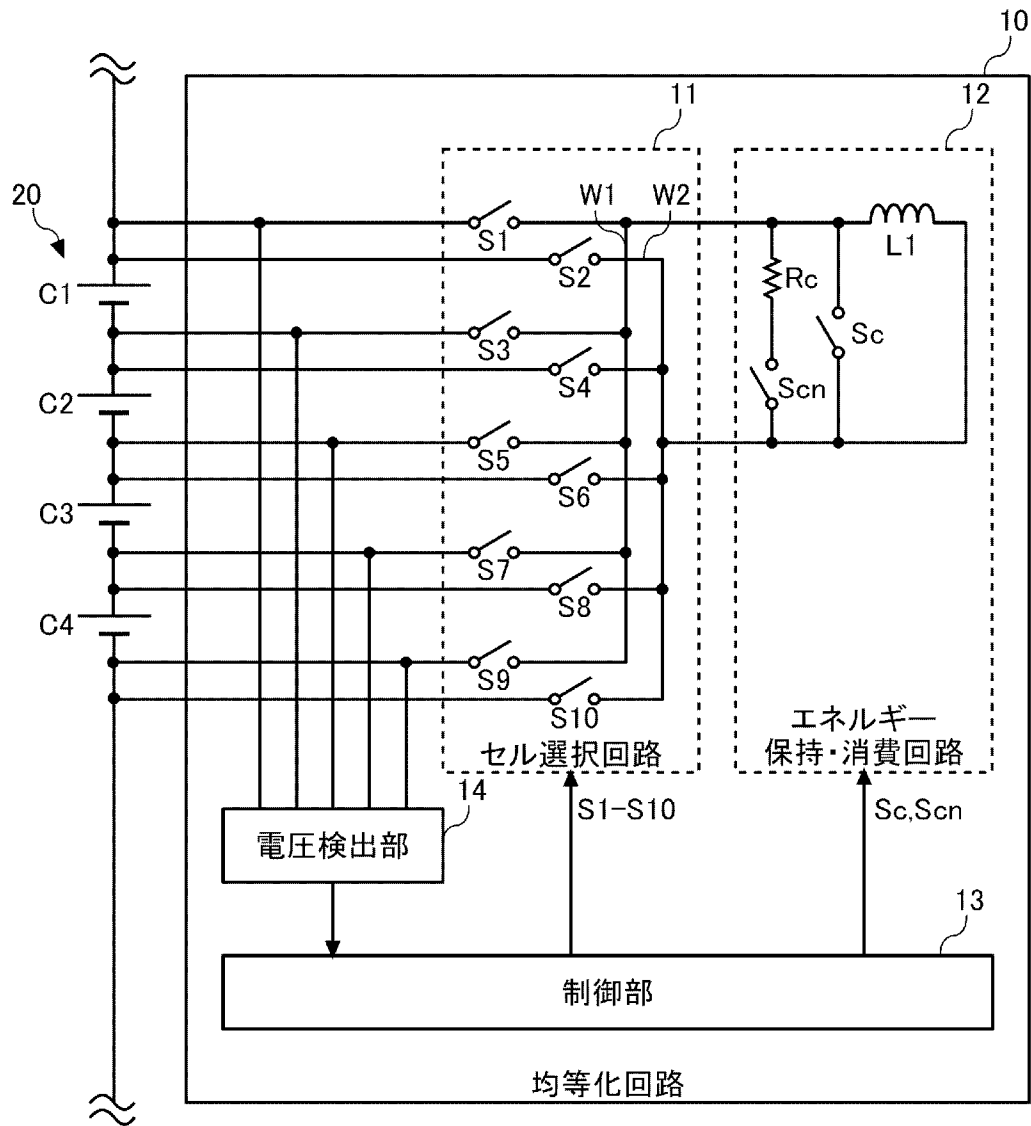 10
11
12
20
W1
W2
S1
L1
S2
Rc
C1
S3
Sc
S4
Scn
C2
S5
S6
C3
S7
S8
C4
S9
S10
セル選択回路
エネルギー
保持・消費回路
14
S1-S10
Sc,Scn
電圧検出部
13
制御部
均等化回路